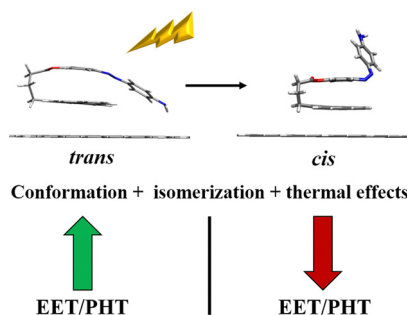 trans cis
Conformation + isomerization + thermal effects
EET/PHT EET/PHT